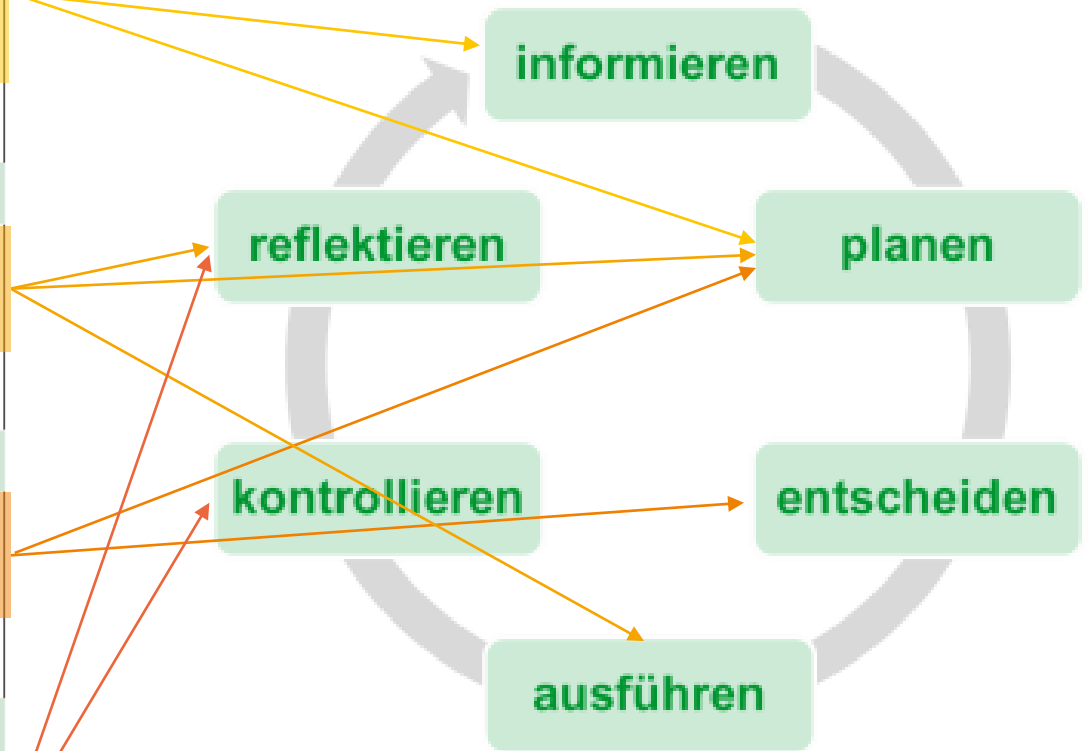 informieren
reflektieren
planen
kontrollieren
entscheiden
ausführen